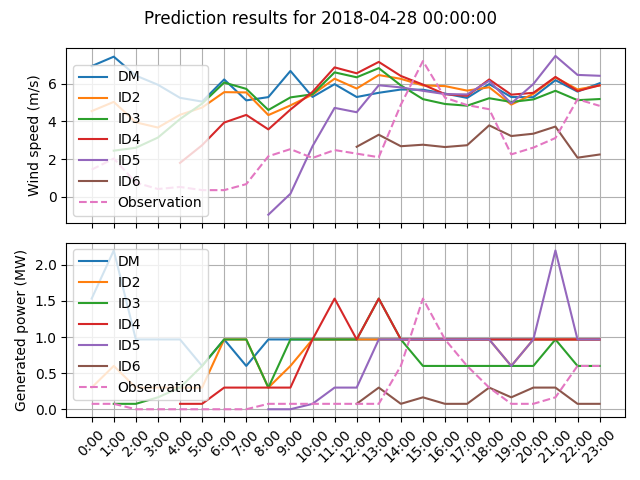 Prediction results for 2018-04-28 00:00:00
Wind speed (m/s)
6
4
2
0
DM
ID2
ID3
ID4
ID5
ID6
Observation
Generated power (MW)
2.0
1.5
1.0
0.5
0.0
DM
ID2
ID3
ID4
ID5
ID6
Observation
0:00 1:00 2:00 3:00 4:00 5:00 6:00 7:00 8:00 9:00 10:00 11:00 12:00 13:00 14:00 15:00 16:00 17:00 18:00 19:00 20:00 21:00 22:00 23:00